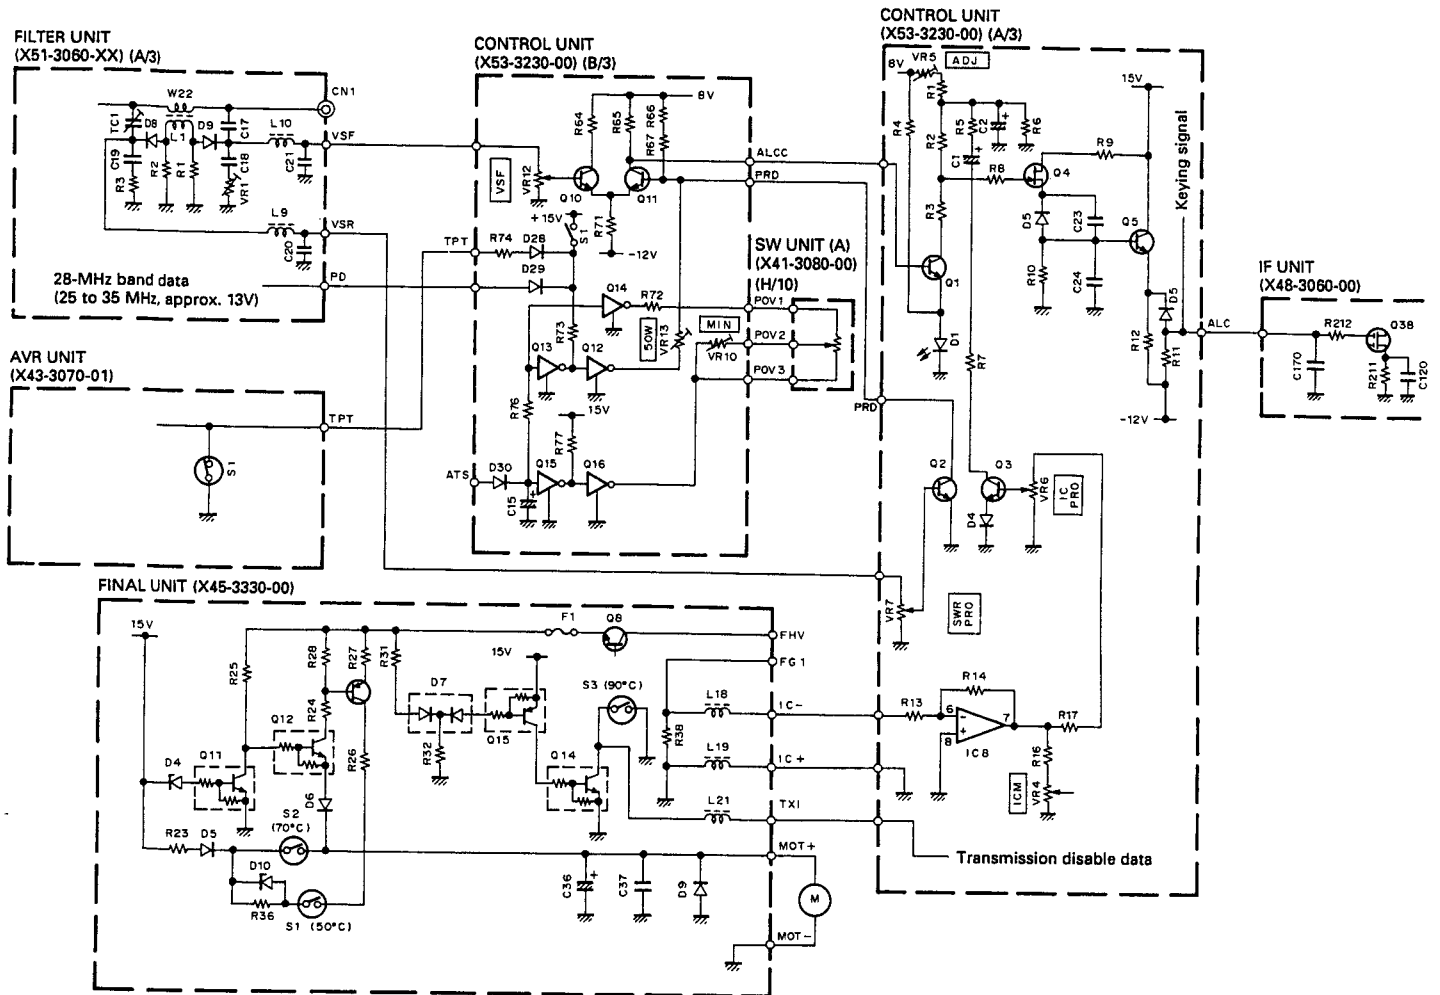 FILTER UNIT
(X51-3060-XX) (A/3)
W22
CN1
TC1
D8
L1
D9
C17
L10
VSF
C19
R2
R1
C18
C21
R3
VR1
L9
VSR
C20
28-MHz band data
(25 to 35 MHz, approx. 13V)
PD
AVR UNIT
(X43-3070-01)
TPT
S1
CONTROL UNIT
(X53-3230-00) (B/3)
8V
R64
R65
R66
R67
ALCC
VSF
VR12
PRD
Q10
Q11
+15V
S1
R71
-12V
TPT
R74
D28
D29
Q14
R72
POV1
R73
50W
VR13
MIN
VR10
POV2
Q13
Q12
POV3
R76
15V
R77
ATS
D30
Q15
Q16
C15
SW UNIT (A)
(X41-3080-00)
(H/10)
CONTROL UNIT
(X53-3230-00) (A/3)
8V
VR5
ADJ
15V
R1
R4
R2
R5
C2
+
R6
R9
C1
+
R8
Q4
Keying signal
R3
D5
C23
Q5
Q1
R10
C24
D5
D1
R7
R12
R11
ALC
-12V
PRD
Q2
Q3
VR6
IC
PRO
D4
VR7
SWR
PRO
R14
R13
6
-
7
+
8
IC8
R17
R16
ICM
VR4
Transmission disable data
IF UNIT
(X48-3060-00)
R212
Q38
C170
R211
C120
FINAL UNIT (X45-3330-00)
15V
F1
Q8
FHV
R25
R28
R27
R31
15V
FG1
D7
S3 (90°C)
L18
IC-
R24
Q12
R32
Q15
R38
R26
L19
IC+
D4
Q11
Q14
D6
L21
TXI
S2
(70°C)
R23
D5
MOT+
D10
C36
+
C37
D9
M
R36
S1 (50°C)
MOT-